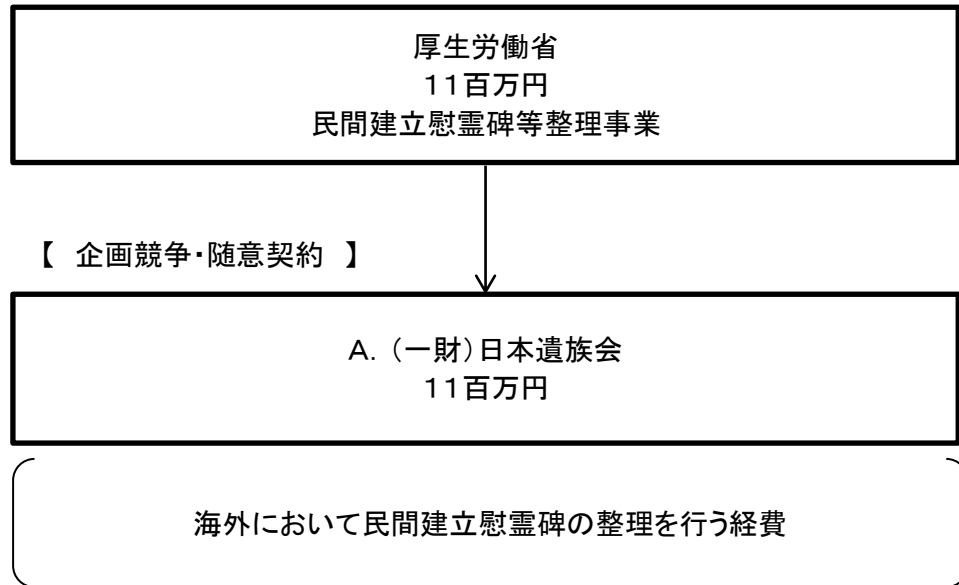 厚生労働省
11百万円
民間建立慰霊碑等整理事業
【 企画競争・随意契約 】
A.(一財)日本遺族会
11百万円
海外において民間建立慰霊碑の整理を行う経費